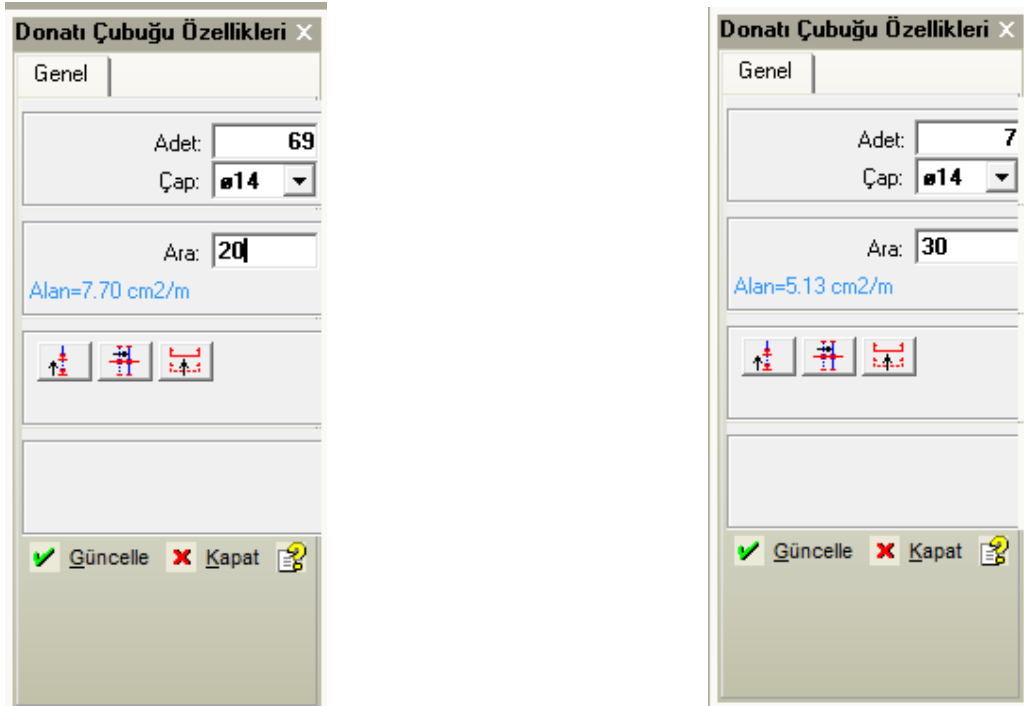 Donatı Çubuğu Özellikleri
Genel
Adet: 69
Çap: ø14
Ara: 20
Alan=7.70 cm2/m
Güncelle Kapat
Donatı Çubuğu Özellikleri
Genel
Adet: 7
Çap: ø14
Ara: 30
Alan=5.13 cm2/m
Güncelle Kapat